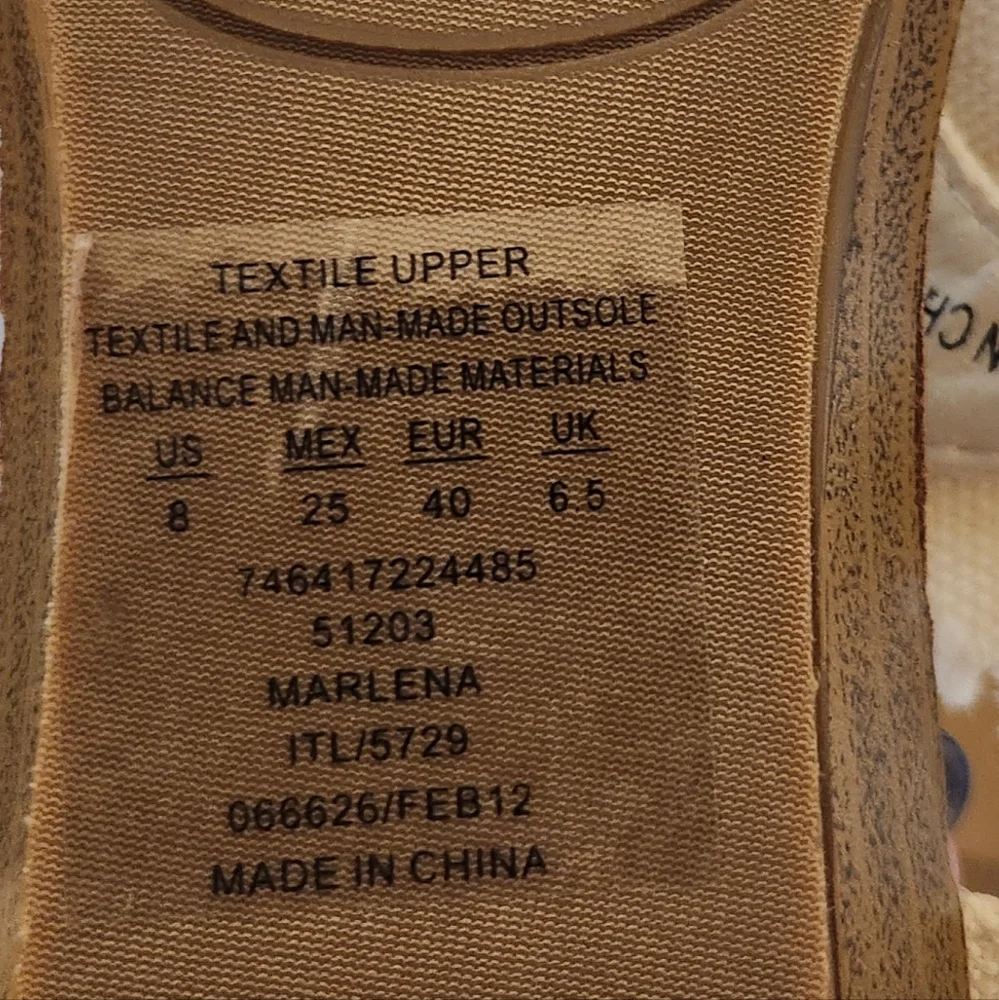 TEXTILE UPPER
TEXTILE AND MAN-MADE OUTSOLE
BALANCE MAN-MADE MATERIALS
US MEX EUR UK
8 25 40 6.5
746417224485
51203
MARLENA
ITL/5729
066626/FEB12
MADE IN CHINA